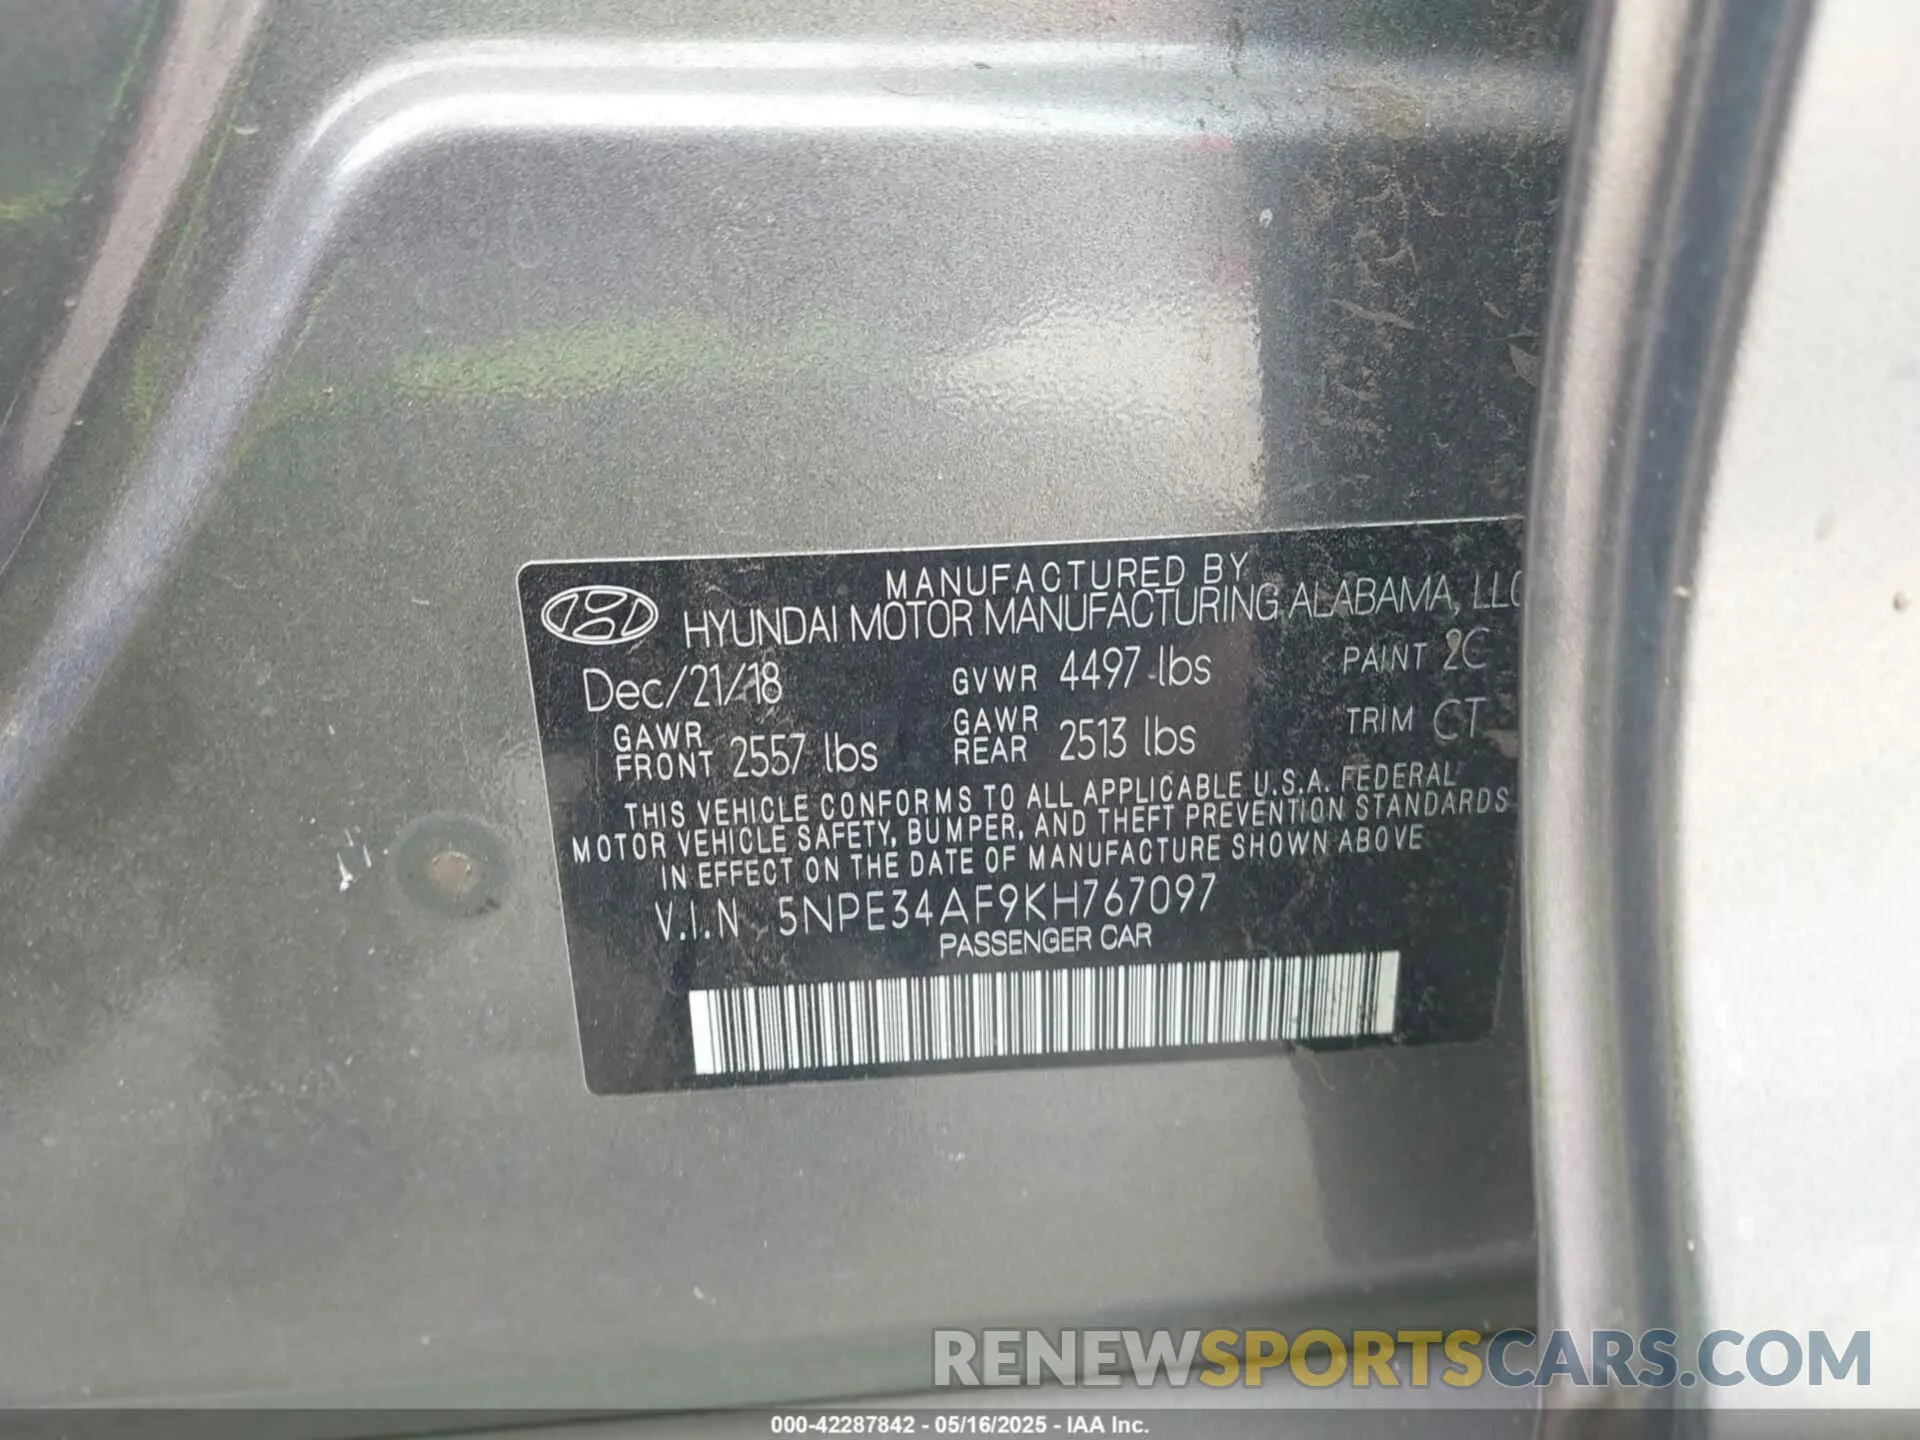 MANUFACTURED BY
HYUNDAI MOTOR MANUFACTURING ALABAMA, LLC
Dec/21/18 GVWR 4497 lbs PAINT 2C
GAWR FRONT 2557 lbs GAWR REAR 2513 lbs TRIM CT
THIS VEHICLE CONFORMS TO ALL APPLICABLE U.S.A. FEDERAL
MOTOR VEHICLE SAFETY, BUMPER, AND THEFT PREVENTION STANDARDS
IN EFFECT ON THE DATE OF MANUFACTURE SHOWN ABOVE
V.I.N 5NPE34AF9KH767097
PASSENGER CAR
RENEWSPORTSCARS.COM
000-42287842 - 05/16/2025 - IAA Inc.